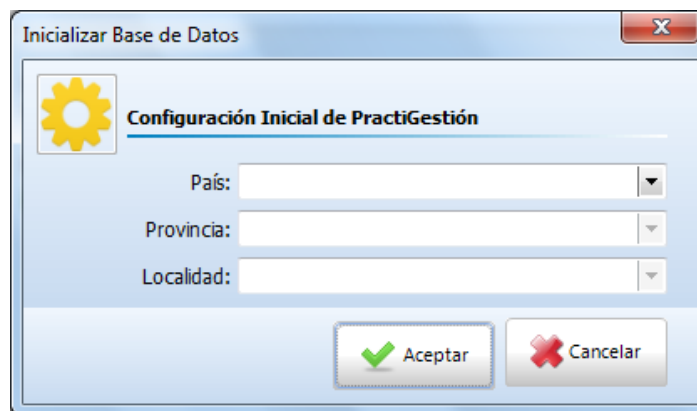 Inicializar Base de Datos
Configuración Inicial de PractiGestión
País:
Provincia:
Localidad:
Aceptar
Cancelar